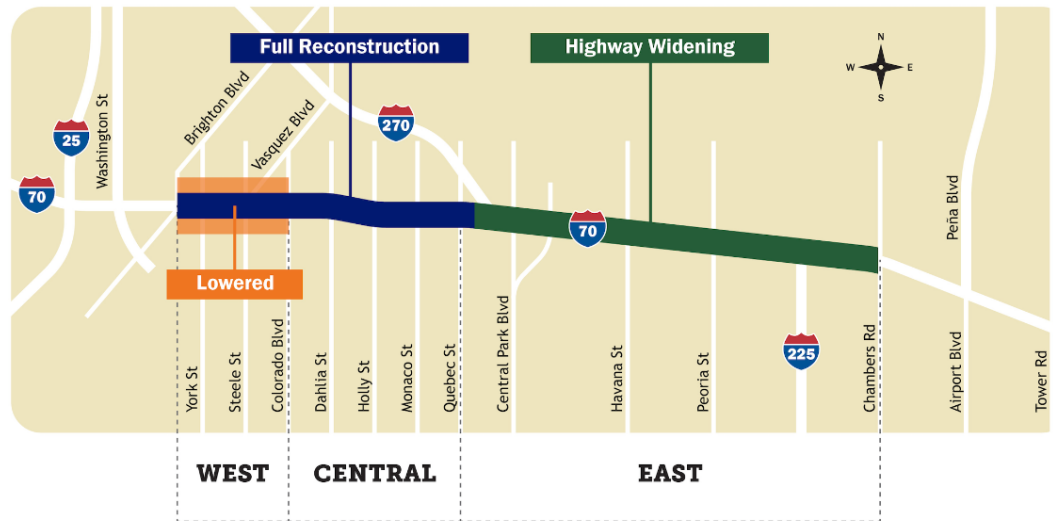 Full Reconstruction
Highway Widening
N
W
E
S
25
Washington St
Brighton Blvd
Vasquez Blvd
270
70
70
Peña Blvd
Lowered
225
York St
Steele St
Colorado Blvd
Dahlia St
Holly St
Monaco St
Quebec St
Central Park Blvd
Havana St
Peoria St
Chambers Rd
Airport Blvd
Tower Rd
WEST
CENTRAL
EAST